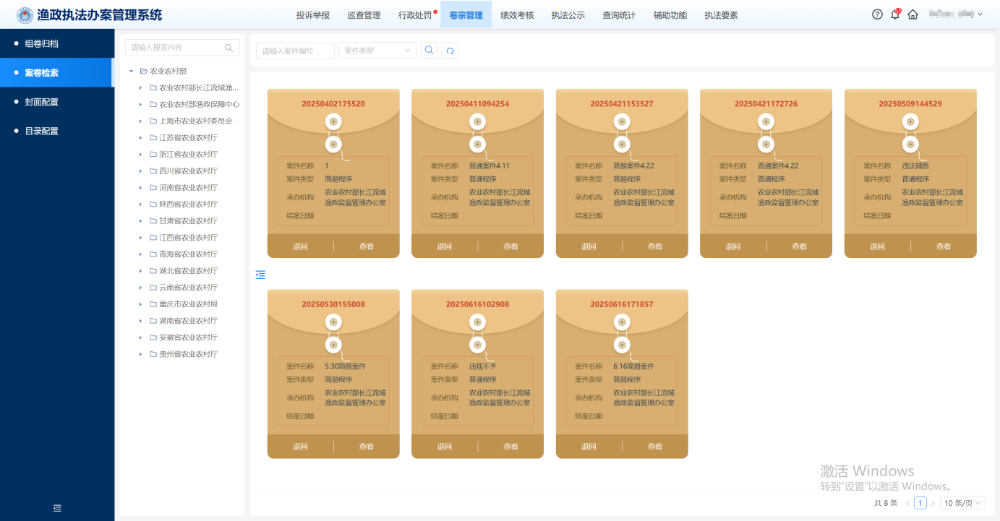 渔政执法办案管理系统
投诉举报 巡查管理 行政处罚 卷宗管理 绩效考核 执法公示 查询统计 辅助功能 执法要素
组卷归档
案卷检索
封面配置
目录配置
请输入搜索内容
农业农村部
农业农村部长江流域渔...
农业农村部渔政保障中心
上海市农业农村委员会
江苏省农业农村厅
浙江省农业农村厅
四川省农业农村厅
河南省农业农村厅
陕西省农业农村厅
甘肃省农业农村厅
江西省农业农村厅
青海省农业农村厅
湖北省农业农村厅
云南省农业农村厅
重庆市农业农村局
湖南省农业农村厅
安徽省农业农村厅
贵州省农业农村厅
请输入案件编号 案件类型
20250402175520
案件名称 1
案件类型 简易程序
承办机构 农业农村部长江流域
渔政监督管理办公室
结案日期
退回 查看
20250411094254
案件名称 普通案件4.11
案件类型 普通程序
承办机构 农业农村部长江流域
渔政监督管理办公室
结案日期
退回 查看
20250421153527
案件名称 简易案件4.22
案件类型 简易程序
承办机构 农业农村部长江流域
渔政监督管理办公室
结案日期
退回 查看
20250421172726
案件名称 普通案件4.22
案件类型 普通程序
承办机构 农业农村部长江流域
渔政监督管理办公室
结案日期
退回 查看
20250509144529
案件名称 违法捕鱼
案件类型 普通程序
承办机构 农业农村部长江流域
渔政监督管理办公室
结案日期
退回 查看
20250530155008
案件名称 5.30简易案件
案件类型 简易程序
承办机构 农业农村部长江流域
渔政监督管理办公室
结案日期
退回 查看
20250616102908
案件名称 违规不予
案件类型 普通程序
承办机构 农业农村部长江流域
渔政监督管理办公室
结案日期
退回 查看
20250616171857
案件名称 6.16简易案件
案件类型 简易程序
承办机构 农业农村部长江流域
渔政监督管理办公室
结案日期
退回 查看
激活 Windows
转到"设置"以激活 Windows。
共 8 条 < 1 > 10 条/页